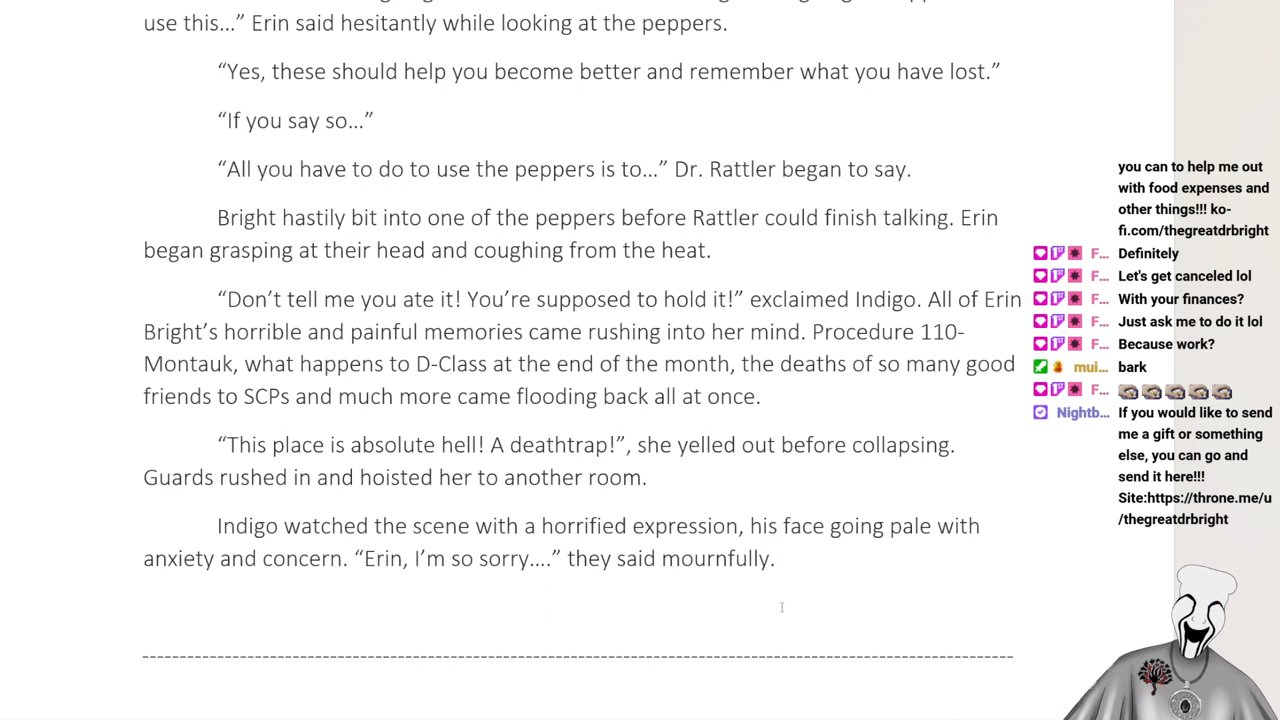 use this…” Erin said hesitantly while looking at the peppers.
“Yes, these should help you become better and remember what you have lost.”
“If you say so…”
“All you have to do to use the peppers is to…” Dr. Rattler began to say.
Bright hastily bit into one of the peppers before Rattler could finish talking. Erin
began grasping at their head and coughing from the heat.
“Don’t tell me you ate it! You’re supposed to hold it!” exclaimed Indigo. All of Erin
Bright’s horrible and painful memories came rushing into her mind. Procedure 110-
Montauk, what happens to D-Class at the end of the month, the deaths of so many good
friends to SCPs and much more came flooding back all at once.
“This place is absolute hell! A deathtrap!”, she yelled out before collapsing.
Guards rushed in and hoisted her to another room.
Indigo watched the scene with a horrified expression, his face going pale with
anxiety and concern. “Erin, I’m so sorry….” they said mournfully.
you can to help me out
with food expenses and
other things!!! ko-
fi.com/thegreatdrbright
F... Definitely
F... Let's get canceled lol
F... With your finances?
F... Just ask me to do it lol
F... Because work?
mui... bark
F...
Nightb... If you would like to send
me a gift or something
else, you can go and
send it here!!!
Site:https://throne.me/u
/thegreatdrbright